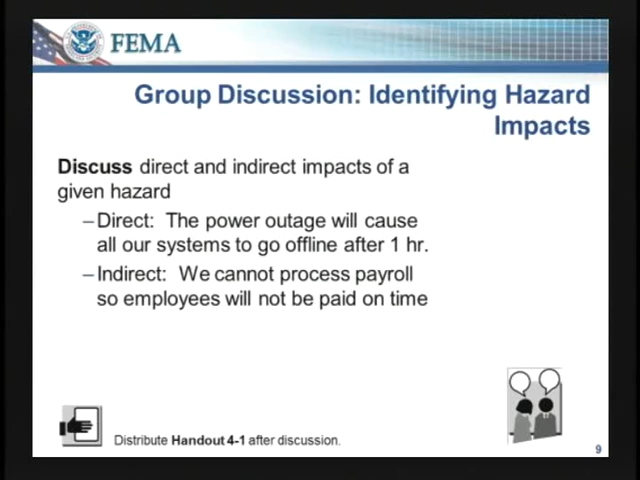 FEMA
Group Discussion: Identifying Hazard
Impacts
Discuss direct and indirect impacts of a
given hazard
–Direct: The power outage will cause
all our systems to go offline after 1 hr.
–Indirect: We cannot process payroll
so employees will not be paid on time
Distribute Handout 4-1 after discussion.
9